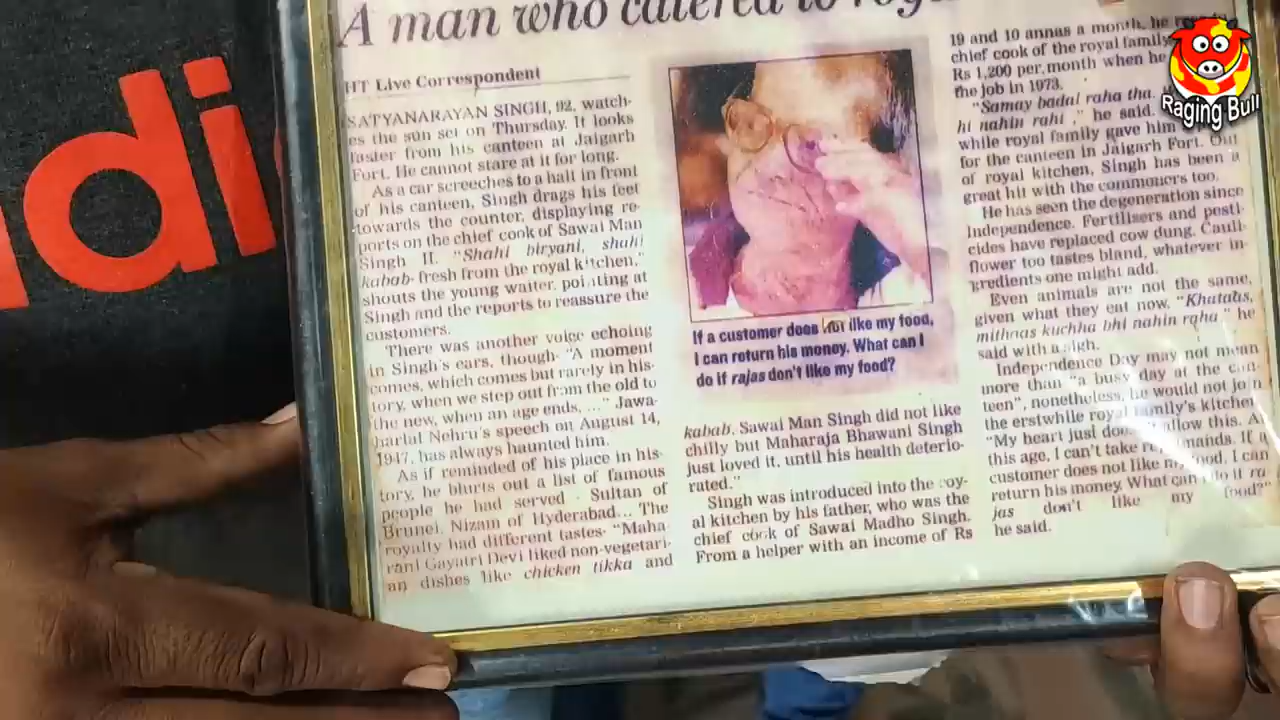 di
A man who catered to
HT Live Correspondent
SATYANARAYAN SINGH, 92, watch-
es the sun set on Thursday. It looks
faster from his canteen at Jaigarh
Fort. He cannot stare at it for long.
As a car screeches to a halt in front
of his canteen, Singh drags his feet
towards the counter, displaying re-
ports on the chief cook of Sawai Man
Singh II. "Shahi biryani, shahi
kabab- fresh from the royal kitchen,"
shouts the young waiter, pointing at
Singh and the reports to reassure the
customers.
There was another voice echoing
in Singh's ears, though- "A moment
comes, which comes but rarely in his-
tory, when we step out from the old to
the new, when an age ends, ..." Jawa-
harlal Nehru's speech on August 14,
1947, has always haunted him.
As if reminded of his place in his-
tory, he blurts out a list of famous
people he had served - Sultan of
Brunei, Nizam of Hyderabad... The
royalty had different tastes- "Maha-
rani Gayatri Devi liked non-vegetari-
an dishes like chicken tikka and
If a customer does not like my food,
I can return his money. What can I
do if rajas don't like my food?
kabab. Sawai Man Singh did not like
chilly but Maharaja Bhawani Singh
just loved it, until his health deterio-
rated."
Singh was introduced into the roy-
al kitchen by his father, who was the
chief cook of Sawai Madho Singh.
From a helper with an income of Rs
19 and 10 annas a month, he
chief cook of the royal family
Rs 1,200 per month when he
the job in 1973.
"Samay badal raha tha.
hi nahin rahi ," he said.
while royal family gave him
for the canteen in Jaigarh Fort. Out
of royal kitchen, Singh has been a
great hit with the commoners too.
He has seen the degeneration since
Independence. Fertilisers and pesti-
cides have replaced cow dung. Cauli-
flower too tastes bland, whatever in-
gredients one might add.
Even animals are not the same,
given what they eat now. "Khatahs,
mithaas kuchha bhi nahin raha " he
said with a sigh.
Independence Day may not mean
more than "a busy day at the can-
teen", nonetheless, he would not join
the erstwhile royal family's kitchen.
"My heart just doesn't allow this. At
this age, I can't take mands. If a
customer does not like my food, I can
return his money. What can I do if ra
jas don't like my food?"
he said.
Raging Bull